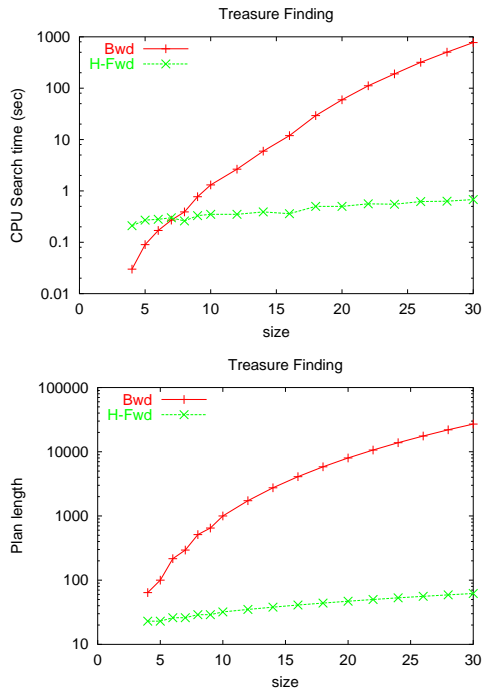 Treasure Finding
1000
Bwd
H-Fwd
100
10
1
0.1
0.01
CPU Search time (sec)
0 5 10 15 20 25 30
size
Treasure Finding
100000
Bwd
H-Fwd
10000
1000
100
10
Plan length
0 5 10 15 20 25 30
size